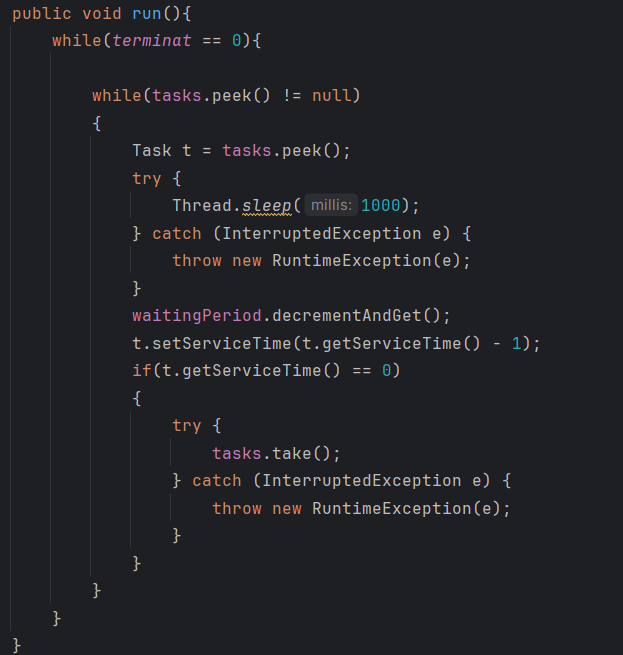 public void run(){
while(terminat == 0){
while(tasks.peek() != null)
{
Task t = tasks.peek();
try {
Thread.sleep( millis: 1000);
} catch (InterruptedException e) {
throw new RuntimeException(e);
}
waitingPeriod.decrementAndGet();
t.setServiceTime(t.getServiceTime() - 1);
if(t.getServiceTime() == 0)
{
try {
tasks.take();
} catch (InterruptedException e) {
throw new RuntimeException(e);
}
}
}
}
}